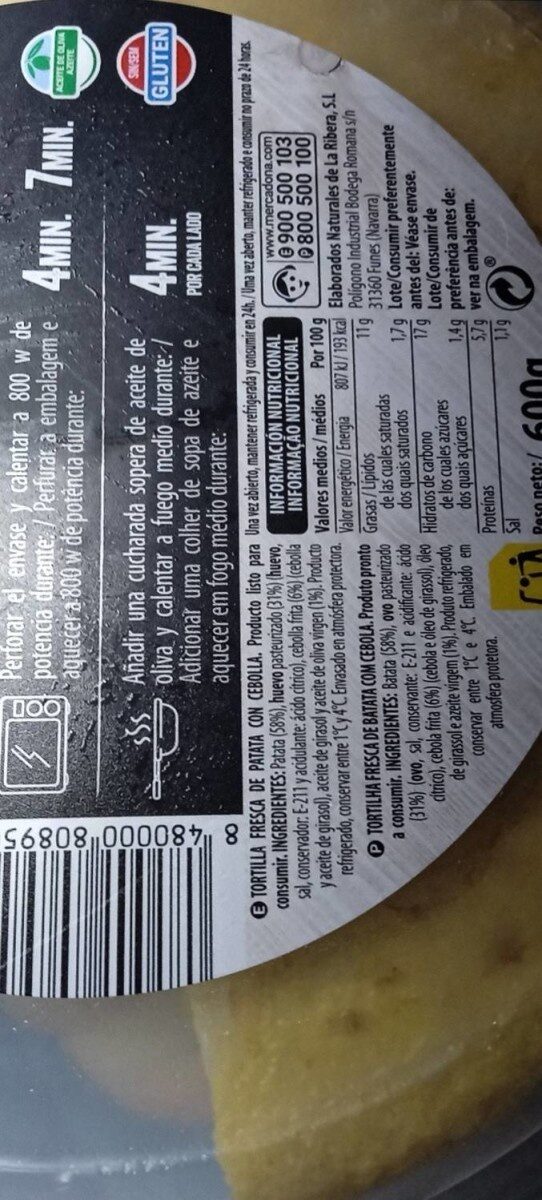 Perforar el envase y calentar a 800 w de
potencia durante: / Perfurar a embalagem e
aquecer a 800 w de potência durante:
4 MIN. 7 MIN.
ACEITE DE OLIVA
AZEITE
Añadir una cucharada sopera de aceite de
oliva, y calentar a fuego medio durante: /
Adicionar uma colher de sopa de azeite e
aquecer em fogo médio durante:
4 MIN.
POR CADA LADO
SIN/SEM
GLUTEN
8 480000 80895
E TORTILLA FRESCA DE PATATA CON CEBOLLA. Producto listo para
consumir. INGREDIENTES: Patata (58%), huevo pasteurizado (31%) (huevo,
sal, conservador: E-211 y acidulante: ácido cítrico), cebolla frita (6%) (cebolla
y aceite de girasol), aceite de girasol y aceite de oliva virgen (1%). Producto
refrigerado, conservar entre 1°C y 4°C. Envasado en atmósfera protectora.
P TORTILHA FRESCA DE BATATA COM CEBOLA. Produto pronto
a consumir. INGREDIENTES: Batata (58%), ovo pasteurizado
(31%) (ovo, sal, conservante: E-211 e acidificante: ácido
cítrico), cebola frita (6%) (cebola e óleo de girassol), óleo
de girassol e azeite virgem (1%). Produto refrigerado,
conservar entre 1°C e 4°C. Embalado em
atmosfera protetora.
Una vez abierto, mantener refrigerada y consumir en 24h. / Uma vez aberto, manter refrigerado e consumir no prazo de 24 horas.
INFORMACIÓN NUTRICIONAL
INFORMAÇÃO NUTRICIONAL
Valores medios / médios Por 100 g
Valor energético / Energia 807 kJ / 193 kcal
Grasas / Lípidos 11 g
de las cuales saturadas
dos quais saturados 1,7 g
Hidratos de carbono 17 g
de los cuales azúcares
dos quais açúcares 1,4 g
Proteínas 5,7 g
Sal 1,1 g
Peso neto: / 600g
www.mercadona.com
E 900 500 103
P 800 500 100
Elaborados Naturales de La Ribera, S.L
Polígono Industrial Bodega Romana s/n
31360 Funes (Navarra)
Lote/Consumir preferentemente
antes del: Véase envase.
Lote/Consumir de
preferência antes de:
ver na embalagem.
®